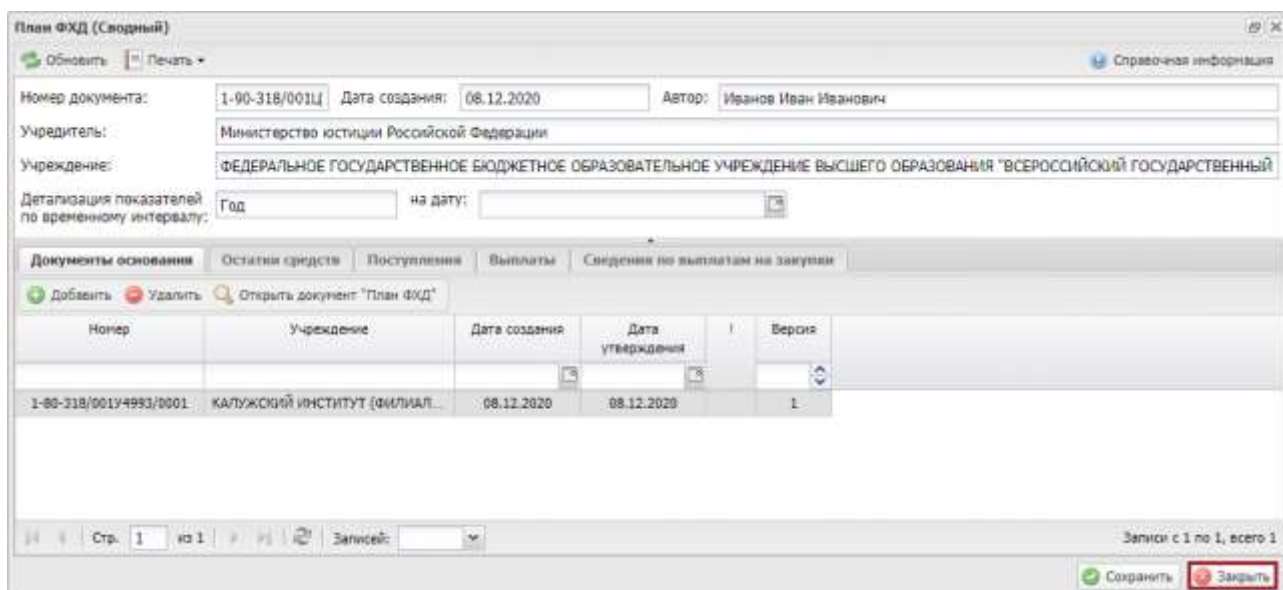 План ФХД (Сводный)
Обновить Печать Справочная информация
Номер документа: 1-90-318/001Ц Дата создания: 08.12.2020 Автор: Иванов Иван Иванович
Учредитель: Министерство юстиции Российской Федерации
Учреждение: ФЕДЕРАЛЬНОЕ ГОСУДАРСТВЕННОЕ БЮДЖЕТНОЕ ОБРАЗОВАТЕЛЬНОЕ УЧРЕЖДЕНИЕ ВЫСШЕГО ОБРАЗОВАНИЯ "ВСЕРОССИЙСКИЙ ГОСУДАРСТВЕННЫЙ
Детализация показателей
по временному интервалу: Год на дату:
Документы основания Остатки средств Поступления Выплаты Сведения по выплатам на закупки
Добавить Удалить Открыть документ "План ФХД"
Номер Учреждение Дата создания Дата утверждения ! Версия
1-80-318/001У4993/0001 КАЛУЖСКИЙ ИНСТИТУТ (ФИЛИАЛ... 08.12.2020 08.12.2020 1
Стр. 1 из 1 Записей: Записи с 1 по 1, всего 1
Сохранить Закрыть